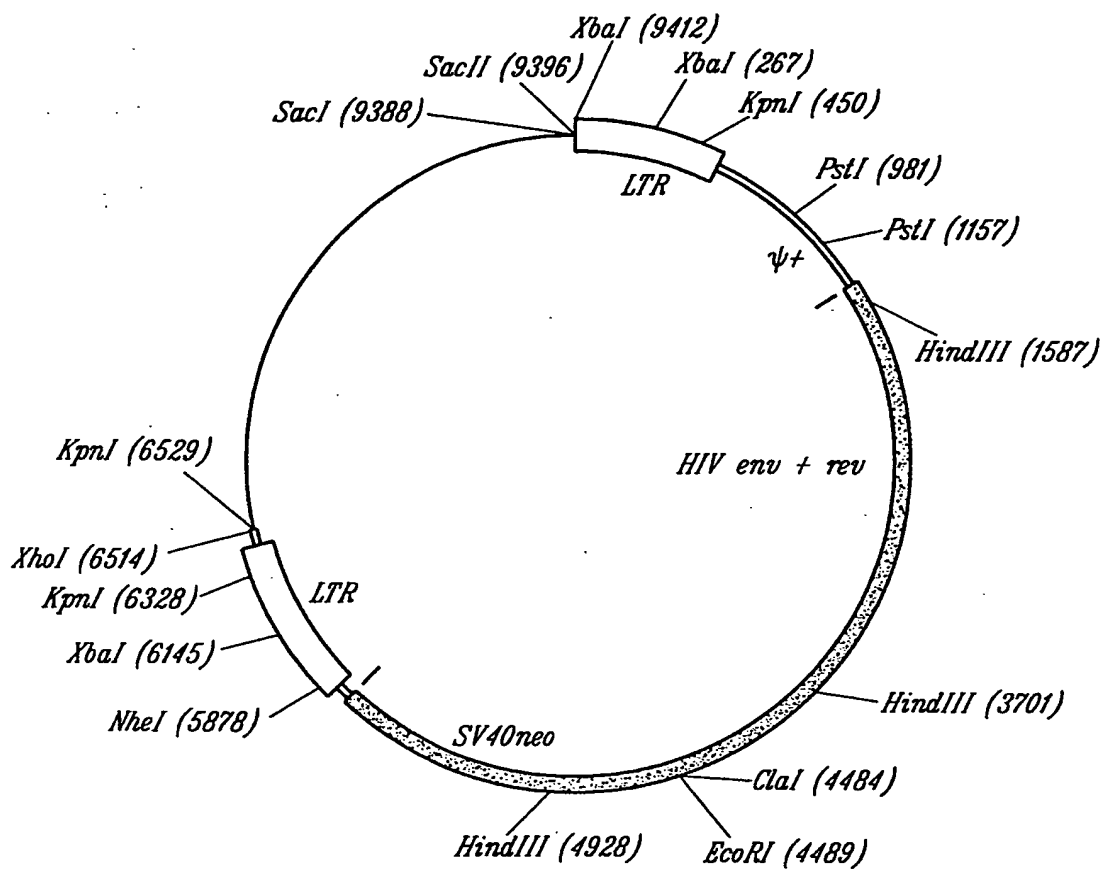 XbaI (9412)
SacII (9396)
XbaI (267)
SacI (9388)
KpnI (450)
LTR
PstI (981)
PstI (1157)
ψ+
HindIII (1587)
HIV env + rev
KpnI (6529)
XhoI (6514)
KpnI (6328)
LTR
XbaI (6145)
NheI (5878)
HindIII (3701)
SV40neo
ClaI (4484)
HindIII (4928)
EcoRI (4489)